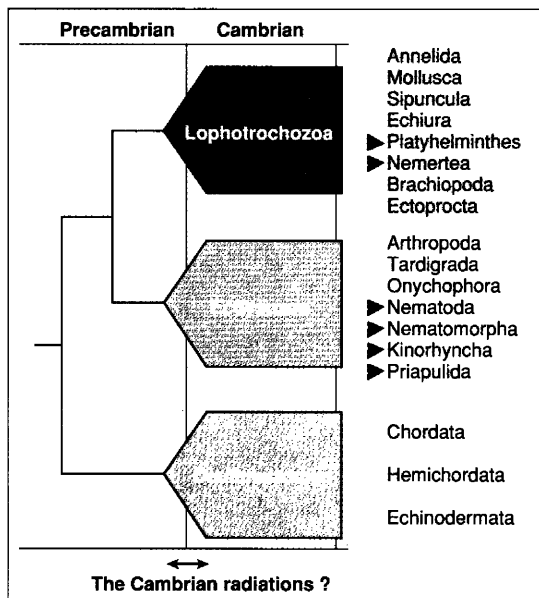 Precambrian Cambrian
Lophotrochozoa
Annelida
Mollusca
Sipuncula
Echiura
Platyhelminthes
Nemertea
Brachiopoda
Ectoprocta
Arthropoda
Tardigrada
Onychophora
Nematoda
Nematomorpha
Kinorhyncha
Priapulida
Chordata
Hemichordata
Echinodermata
The Cambrian radiations ?